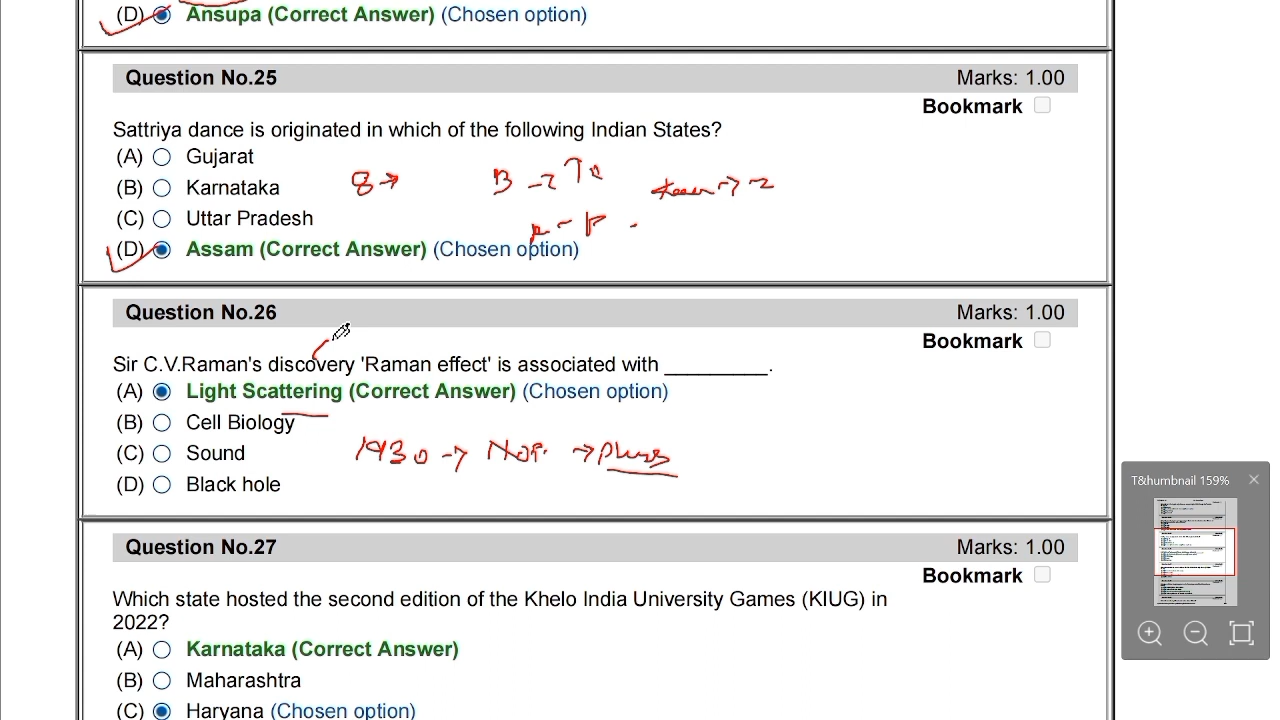 (D) Ansupa (Correct Answer) (Chosen option)
Question No.25 Marks: 1.00
Bookmark
Sattriya dance is originated in which of the following Indian States?
(A) Gujarat
(B) Karnataka
(C) Uttar Pradesh
(D) Assam (Correct Answer) (Chosen option)
8 →
Question No.26 Marks: 1.00
Bookmark
Sir C.V.Raman's discovery 'Raman effect' is associated with _________.
(A) Light Scattering (Correct Answer) (Chosen option)
(B) Cell Biology
(C) Sound
(D) Black hole
1930 →
Question No.27 Marks: 1.00
Bookmark
Which state hosted the second edition of the Khelo India University Games (KIUG) in
2022?
(A) Karnataka (Correct Answer)
(B) Maharashtra
(C) Haryana (Chosen option)
T&humbnail 159%